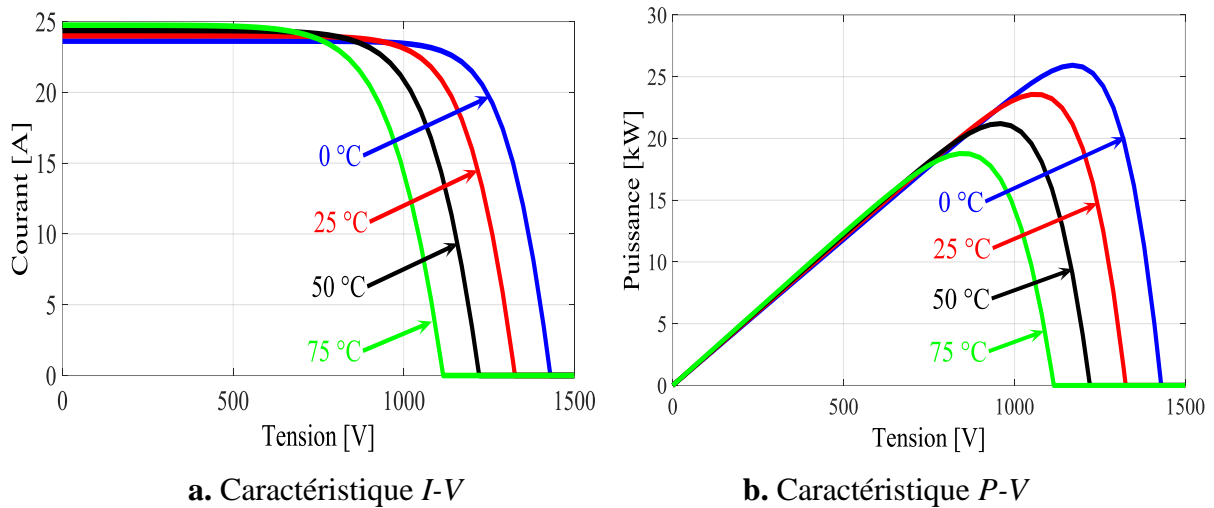 Courant [A]
25
20
15
10
5
0
0 °C
25 °C
50 °C
75 °C
0
500
1000
1500
Tension [V]
a. Caractéristique I-V
Puissance [kW]
30
25
20
15
10
5
0
0 °C
25 °C
50 °C
75 °C
0
500
1000
1500
Tension [V]
b. Caractéristique P-V